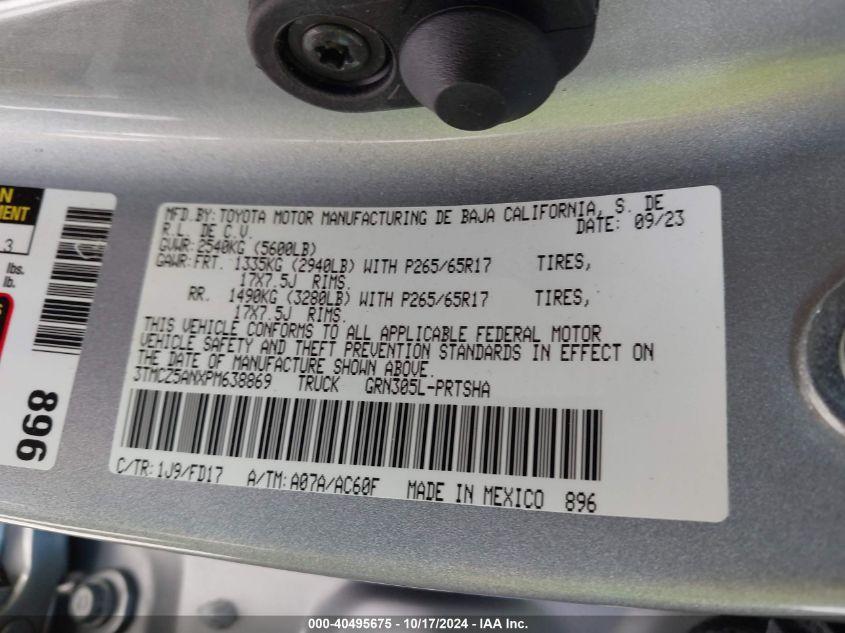 N
MENT
.3
lbs.
lb.
896
MFD.BY: TOYOTA MOTOR MANUFACTURING DE BAJA CALIFORNIA, S. DE
R.L. DE C.V. DATE: 09/23
GVWR: 2540KG (5600LB)
GAWR: FRT. 1335KG (2940LB) WITH P265/65R17 TIRES,
17X7.5J RIMS.
RR. 1490KG (3280LB) WITH P265/65R17 TIRES,
17X7.5J RIMS.
THIS VEHICLE CONFORMS TO ALL APPLICABLE FEDERAL MOTOR
VEHICLE SAFETY AND THEFT PREVENTION STANDARDS IN EFFECT ON
THE DATE OF MANUFACTURE SHOWN ABOVE.
3TMCZ5ANXPM638869 TRUCK GRN305L-PRTSHA
C/TR: 1J9/FD17 A/TM: A07A/AC60F MADE IN MEXICO 896
000-40495675 - 10/17/2024 - IAA Inc.